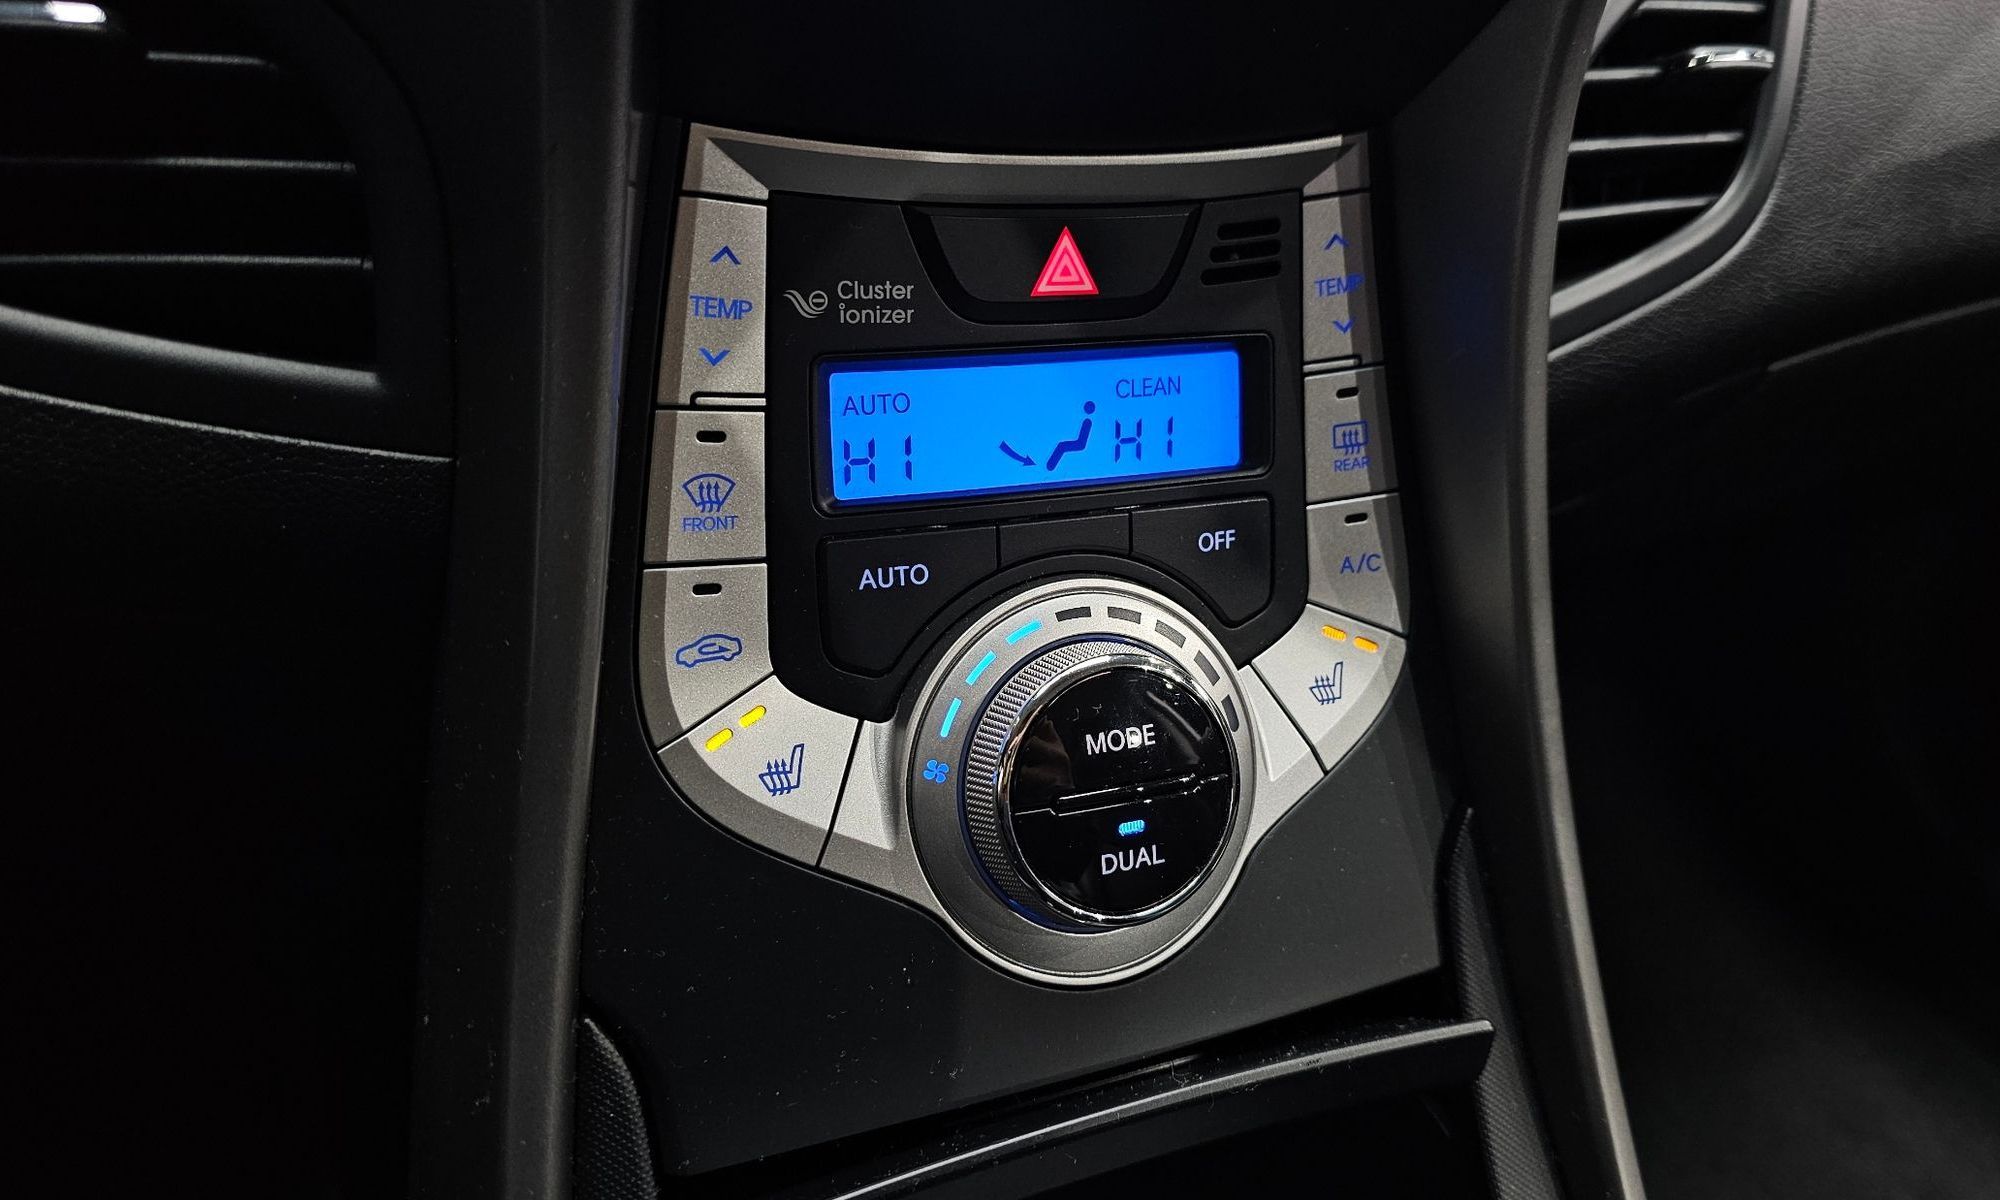 TEMP
Cluster
ionizer
TEMP
AUTO
CLEAN
HI
HI
FRONT
REAR
AUTO
OFF
A/C
MODE
DUAL